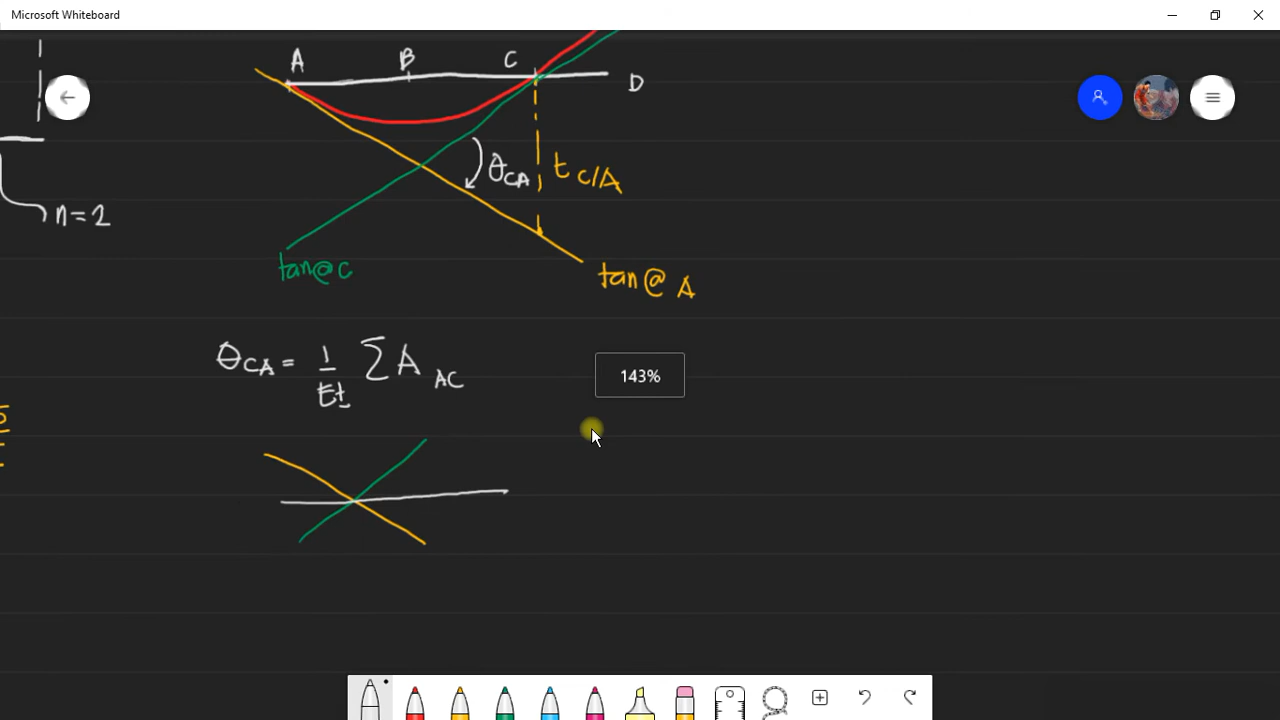 Microsoft Whiteboard
A B C D
θCA t C/A
n=2
tan@C
tan@ A
θCA = 1/EI ΣA AC
143%